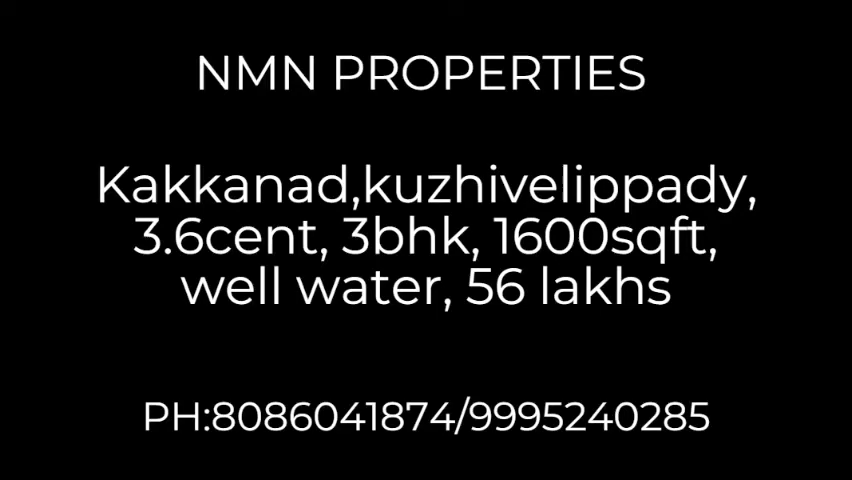 NMN PROPERTIES
Kakkanad,kuzhivelippady,
3.6cent, 3bhk, 1600sqft,
well water, 56 lakhs
PH:8086041874/9995240285